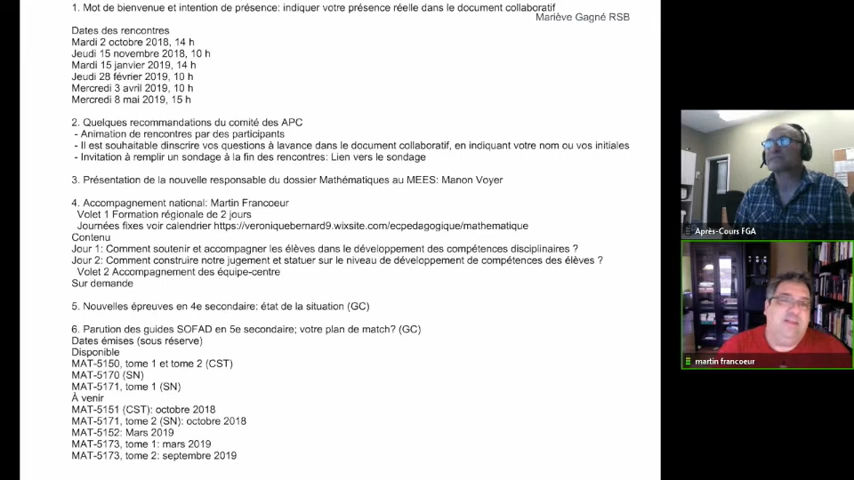 1. Mot de bienvenue et intention de présence: indiquer votre présence réelle dans le document collaboratif
Mariève Gagné RSB
Dates des rencontres
Mardi 2 octobre 2018, 14 h
Jeudi 15 novembre 2018, 10 h
Mardi 15 janvier 2019, 14 h
Jeudi 28 février 2019, 10 h
Mercredi 3 avril 2019, 10 h
Mercredi 8 mai 2019, 15 h
2. Quelques recommandations du comité des APC
- Animation de rencontres par des participants
- Il est souhaitable dinscrire vos questions à lavance dans le document collaboratif, en indiquant votre nom ou vos initiales
- Invitation à remplir un sondage à la fin des rencontres: Lien vers le sondage
3. Présentation de la nouvelle responsable du dossier Mathématiques au MEES: Manon Voyer
4. Accompagnement national: Martin Francoeur
Volet 1 Formation régionale de 2 jours
Journées fixes voir calendrier https://veroniquebernard9.wixsite.com/ecpedagogique/mathematique
Contenu
Jour 1: Comment soutenir et accompagner les élèves dans le développement des compétences disciplinaires ?
Jour 2: Comment construire notre jugement et statuer sur le niveau de développement de compétences des élèves ?
Volet 2 Accompagnement des équipe-centre
Sur demande
5. Nouvelles épreuves en 4e secondaire: état de la situation (GC)
6. Parution des guides SOFAD en 5e secondaire; votre plan de match? (GC)
Dates émises (sous réserve)
Disponible
MAT-5150, tome 1 et tome 2 (CST)
MAT-5170 (SN)
MAT-5171, tome 1 (SN)
À venir
MAT-5151 (CST): octobre 2018
MAT-5171, tome 2 (SN): octobre 2018
MAT-5152: Mars 2019
MAT-5173, tome 1: mars 2019
MAT-5173, tome 2: septembre 2019
Après-Cours FGA
martin francoeur